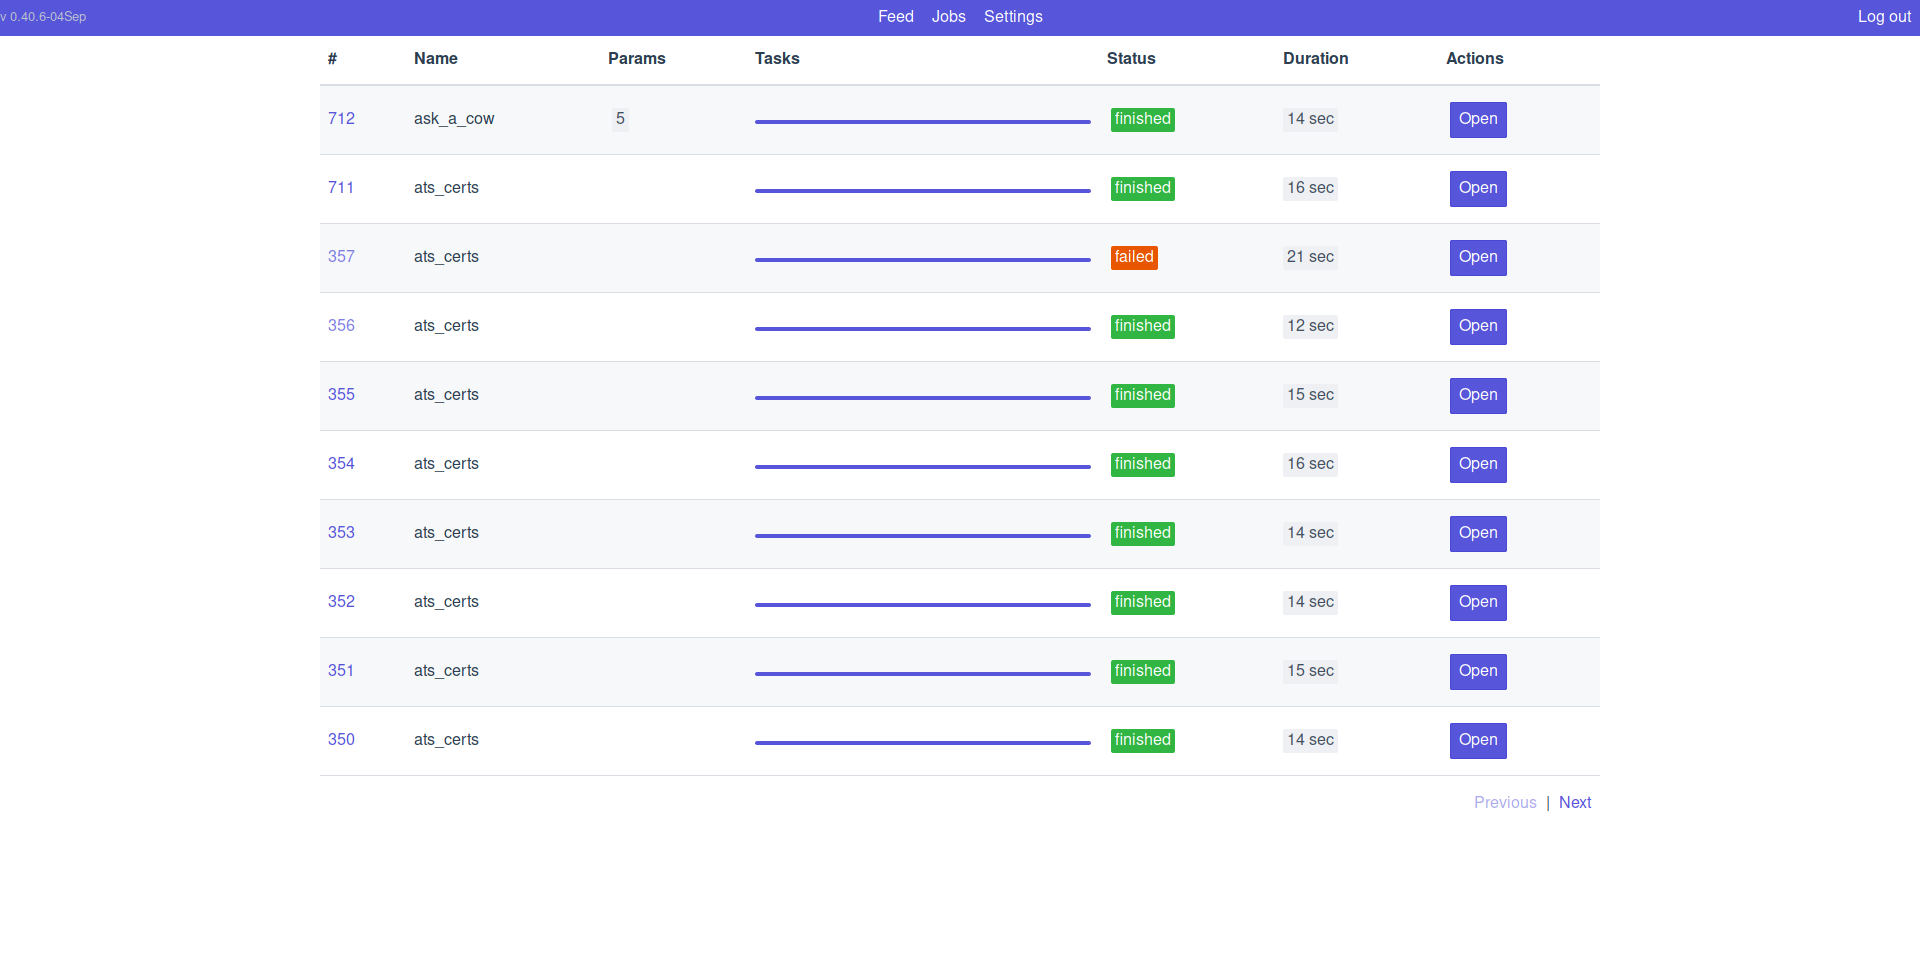 v 0.40.6-04Sep Feed Jobs Settings Log out
# Name Params Tasks Status Duration Actions
712 ask_a_cow 5 finished 14 sec Open
711 ats_certs finished 16 sec Open
357 ats_certs failed 21 sec Open
356 ats_certs finished 12 sec Open
355 ats_certs finished 15 sec Open
354 ats_certs finished 16 sec Open
353 ats_certs finished 14 sec Open
352 ats_certs finished 14 sec Open
351 ats_certs finished 15 sec Open
350 ats_certs finished 14 sec Open
Previous | Next